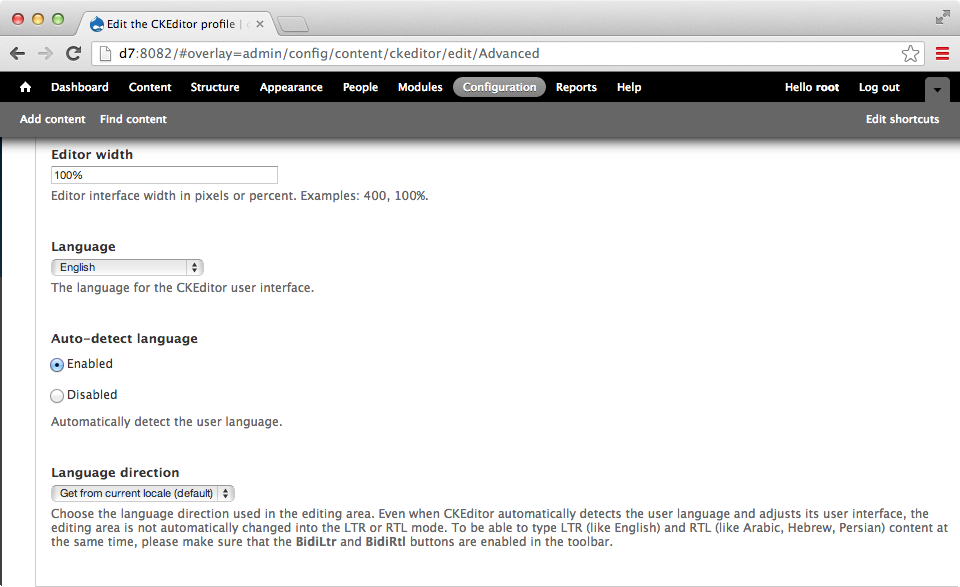 Edit the CKEditor profile |
d7:8082/#overlay=admin/config/content/ckeditor/edit/Advanced
Dashboard Content Structure Appearance People Modules Configuration Reports Help Hello root Log out
Add content Find content Edit shortcuts
Editor width
100%
Editor interface width in pixels or percent. Examples: 400, 100%.
Language
English
The language for the CKEditor user interface.
Auto-detect language
Enabled
Disabled
Automatically detect the user language.
Language direction
Get from current locale (default)
Choose the language direction used in the editing area. Even when CKEditor automatically detects the user language and adjusts its user interface, the
editing area is not automatically changed into the LTR or RTL mode. To be able to type LTR (like English) and RTL (like Arabic, Hebrew, Persian) content at
the same time, please make sure that the BidiLtr and BidiRtl buttons are enabled in the toolbar.